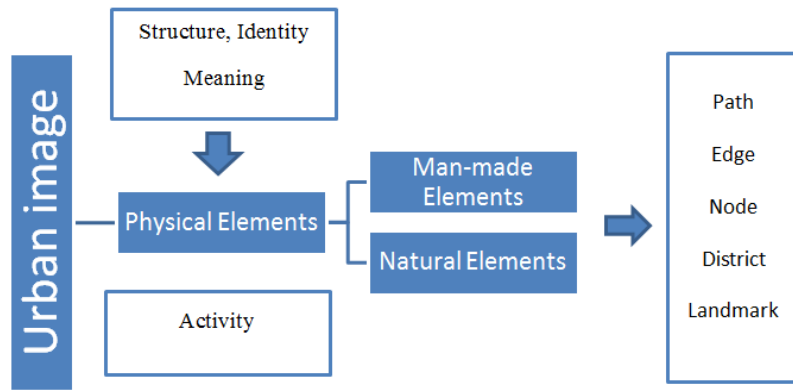 Urban image
Structure, Identity
Meaning
Physical Elements
Activity
Man-made
Elements
Natural Elements
Path
Edge
Node
District
Landmark